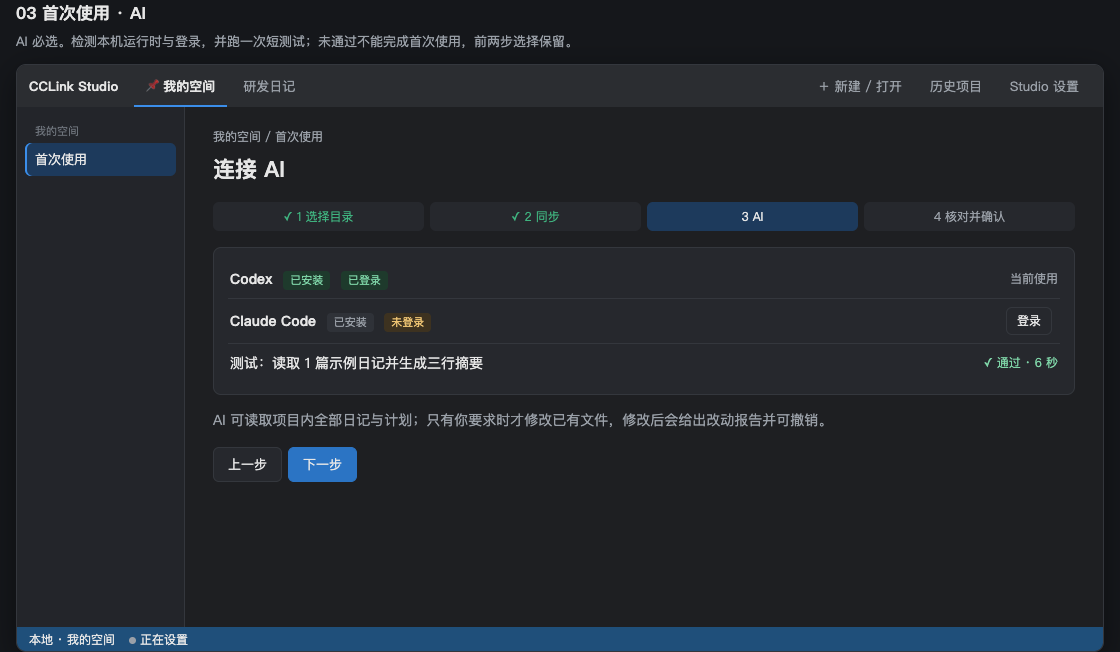 03 首次使用 · AI
AI 必选。检测本机运行时与登录，并跑一次短测试；未通过不能完成首次使用，前两步选择保留。
CCLink Studio 📌 我的空间 研发日记 + 新建 / 打开 历史项目 Studio 设置
我的空间
首次使用
我的空间 / 首次使用
连接 AI
✓ 1 选择目录 ✓ 2 同步 3 AI 4 核对并确认
Codex 已安装 已登录 当前使用
Claude Code 已安装 未登录 登录
测试：读取 1 篇示例日记并生成三行摘要 ✓ 通过 · 6 秒
AI 可读取项目内全部日记与计划；只有你要求时才修改已有文件，修改后会给出改动报告并可撤销。
上一步 下一步
本地 · 我的空间 ● 正在设置